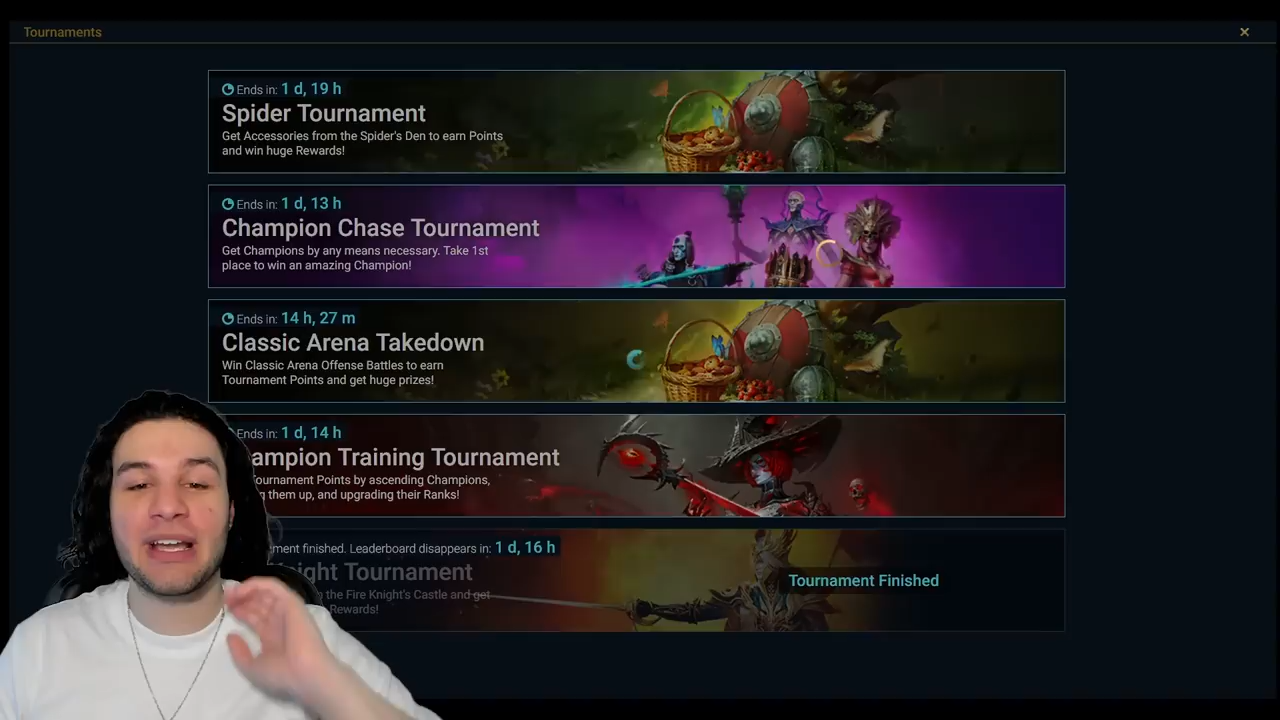 Tournaments
Ends in: 1 d, 19 h
Spider Tournament
Get Accessories from the Spider's Den to earn Points
and win huge Rewards!
Ends in: 1 d, 13 h
Champion Chase Tournament
Get Champions by any means necessary. Take 1st
place to win an amazing Champion!
Ends in: 14 h, 27 m
Classic Arena Takedown
Win Classic Arena Offense Battles to earn
Tournament Points and get huge prizes!
Ends in: 1 d, 14 h
ampion Training Tournament
Tournament Points by ascending Champions,
g them up, and upgrading their Ranks!
ment finished. Leaderboard disappears in: 1 d, 16 h
ight Tournament
Tournament Finished
the Fire Knight's Castle and get
Rewards!